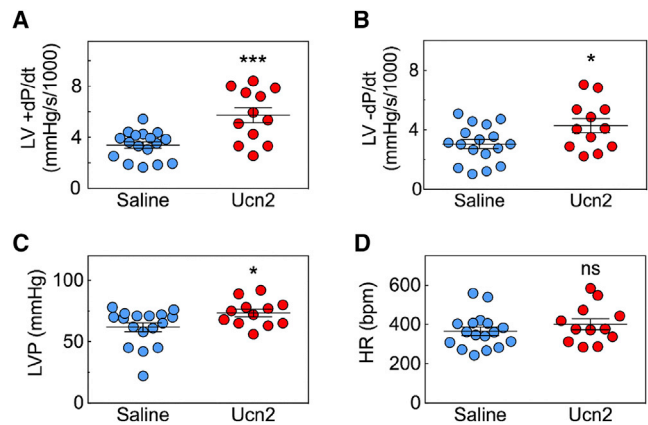 A
LV +dP/dt
(mmHg/s/1000)
8
4
0
***
Saline
Ucn2
B
LV -dP/dt
(mmHg/s/1000)
8
4
0
*
Saline
Ucn2
C
LVP (mmHg)
100
50
0
*
Saline
Ucn2
D
HR (bpm)
600
400
200
0
ns
Saline
Ucn2